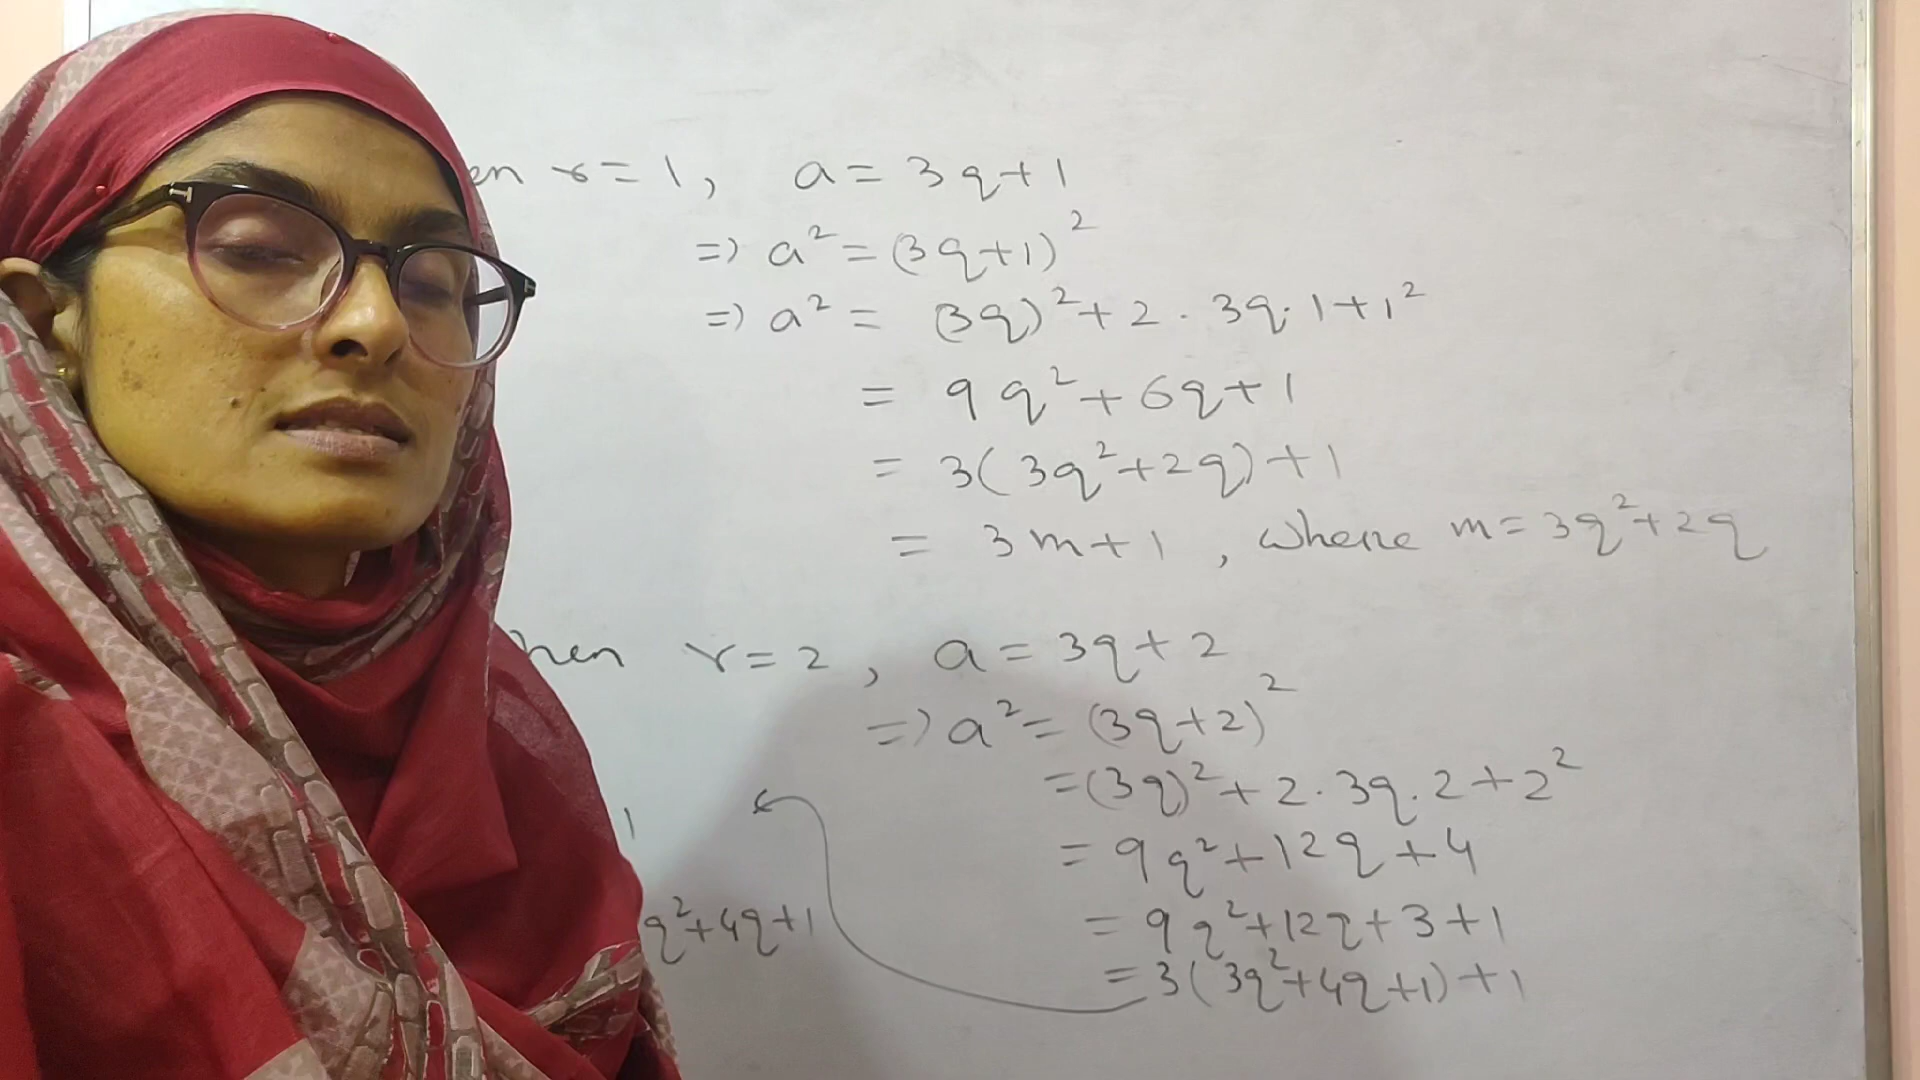 en r=1, a=3q+1
=> a²=(3q+1)²
=> a² = (3q)²+2·3q·1+1²
= 9q²+6q+1
= 3(3q²+2q)+1
= 3m+1, where m=3q²+2q
hen r=2, a=3q+2
=> a²=(3q+2)²
=(3q)²+2·3q·2+2²
=9q²+12q+4
=9q²+12q+3+1
=3(3q²+4q+1)+1
1
q²+4q+1